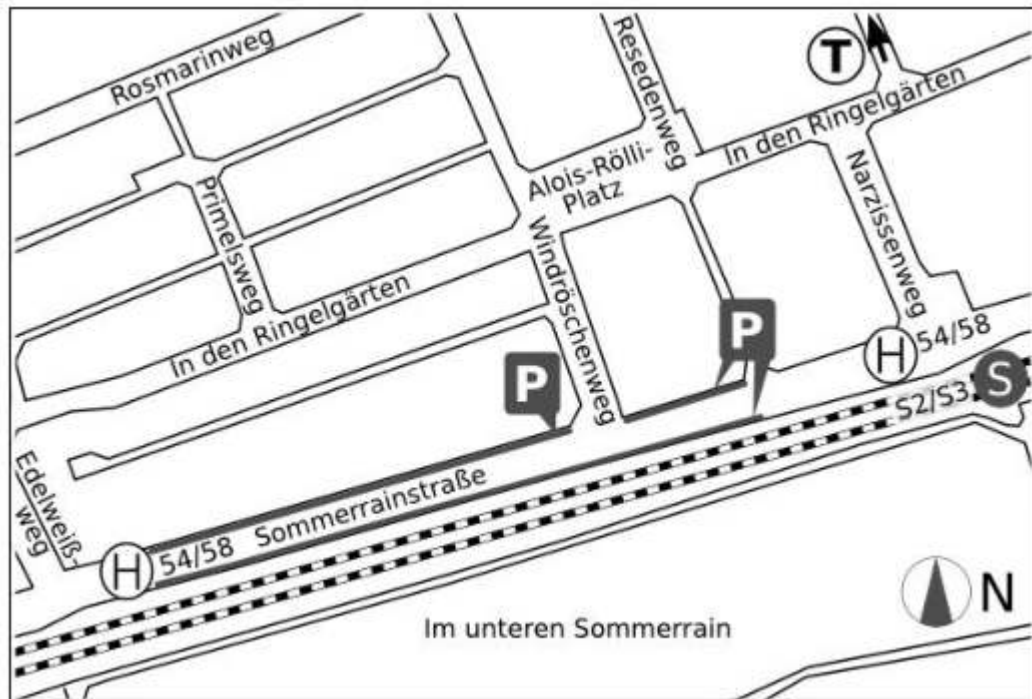 Rosmarinweg
Resedenweg
T
In den Ringelgärten
Alois-Rölli-
Platz
Narzissenweg
Primelsweg
Windröschenweg
In den Ringelgärten
P
P
H
54/58
S
S2/S3
Edelweiß-
weg
Sommerrainstraße
H
54/58
N
Im unteren Sommerrain